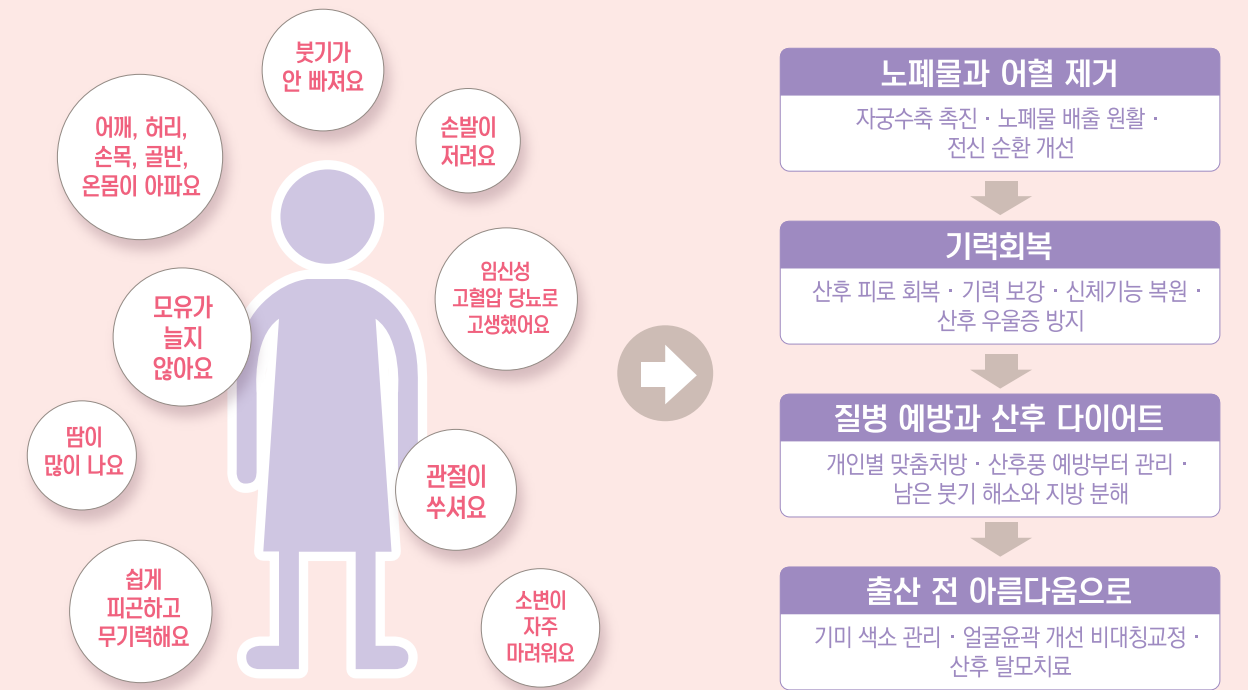 붓기가
안 빠져요
어깨, 허리,
손목, 골반,
온몸이 아파요
손발이
저려요
임신성
고혈압 당뇨로
고생했어요
모유가
늘지
않아요
땀이
많이 나요
관절이
쑤셔요
쉽게
피곤하고
무기력해요
소변이
자주
마려워요
노폐물과 어혈 제거
자궁수축 촉진 · 노폐물 배출 원활 ·
전신 순환 개선
기력회복
산후 피로 회복 · 기력 보강 · 신체기능 복원 ·
산후 우울증 방지
질병 예방과 산후 다이어트
개인별 맞춤처방 · 산후풍 예방부터 관리 ·
남은 붓기 해소와 지방 분해
출산 전 아름다움으로
기미 색소 관리 · 얼굴윤곽 개선 비대칭교정 ·
산후 탈모치료